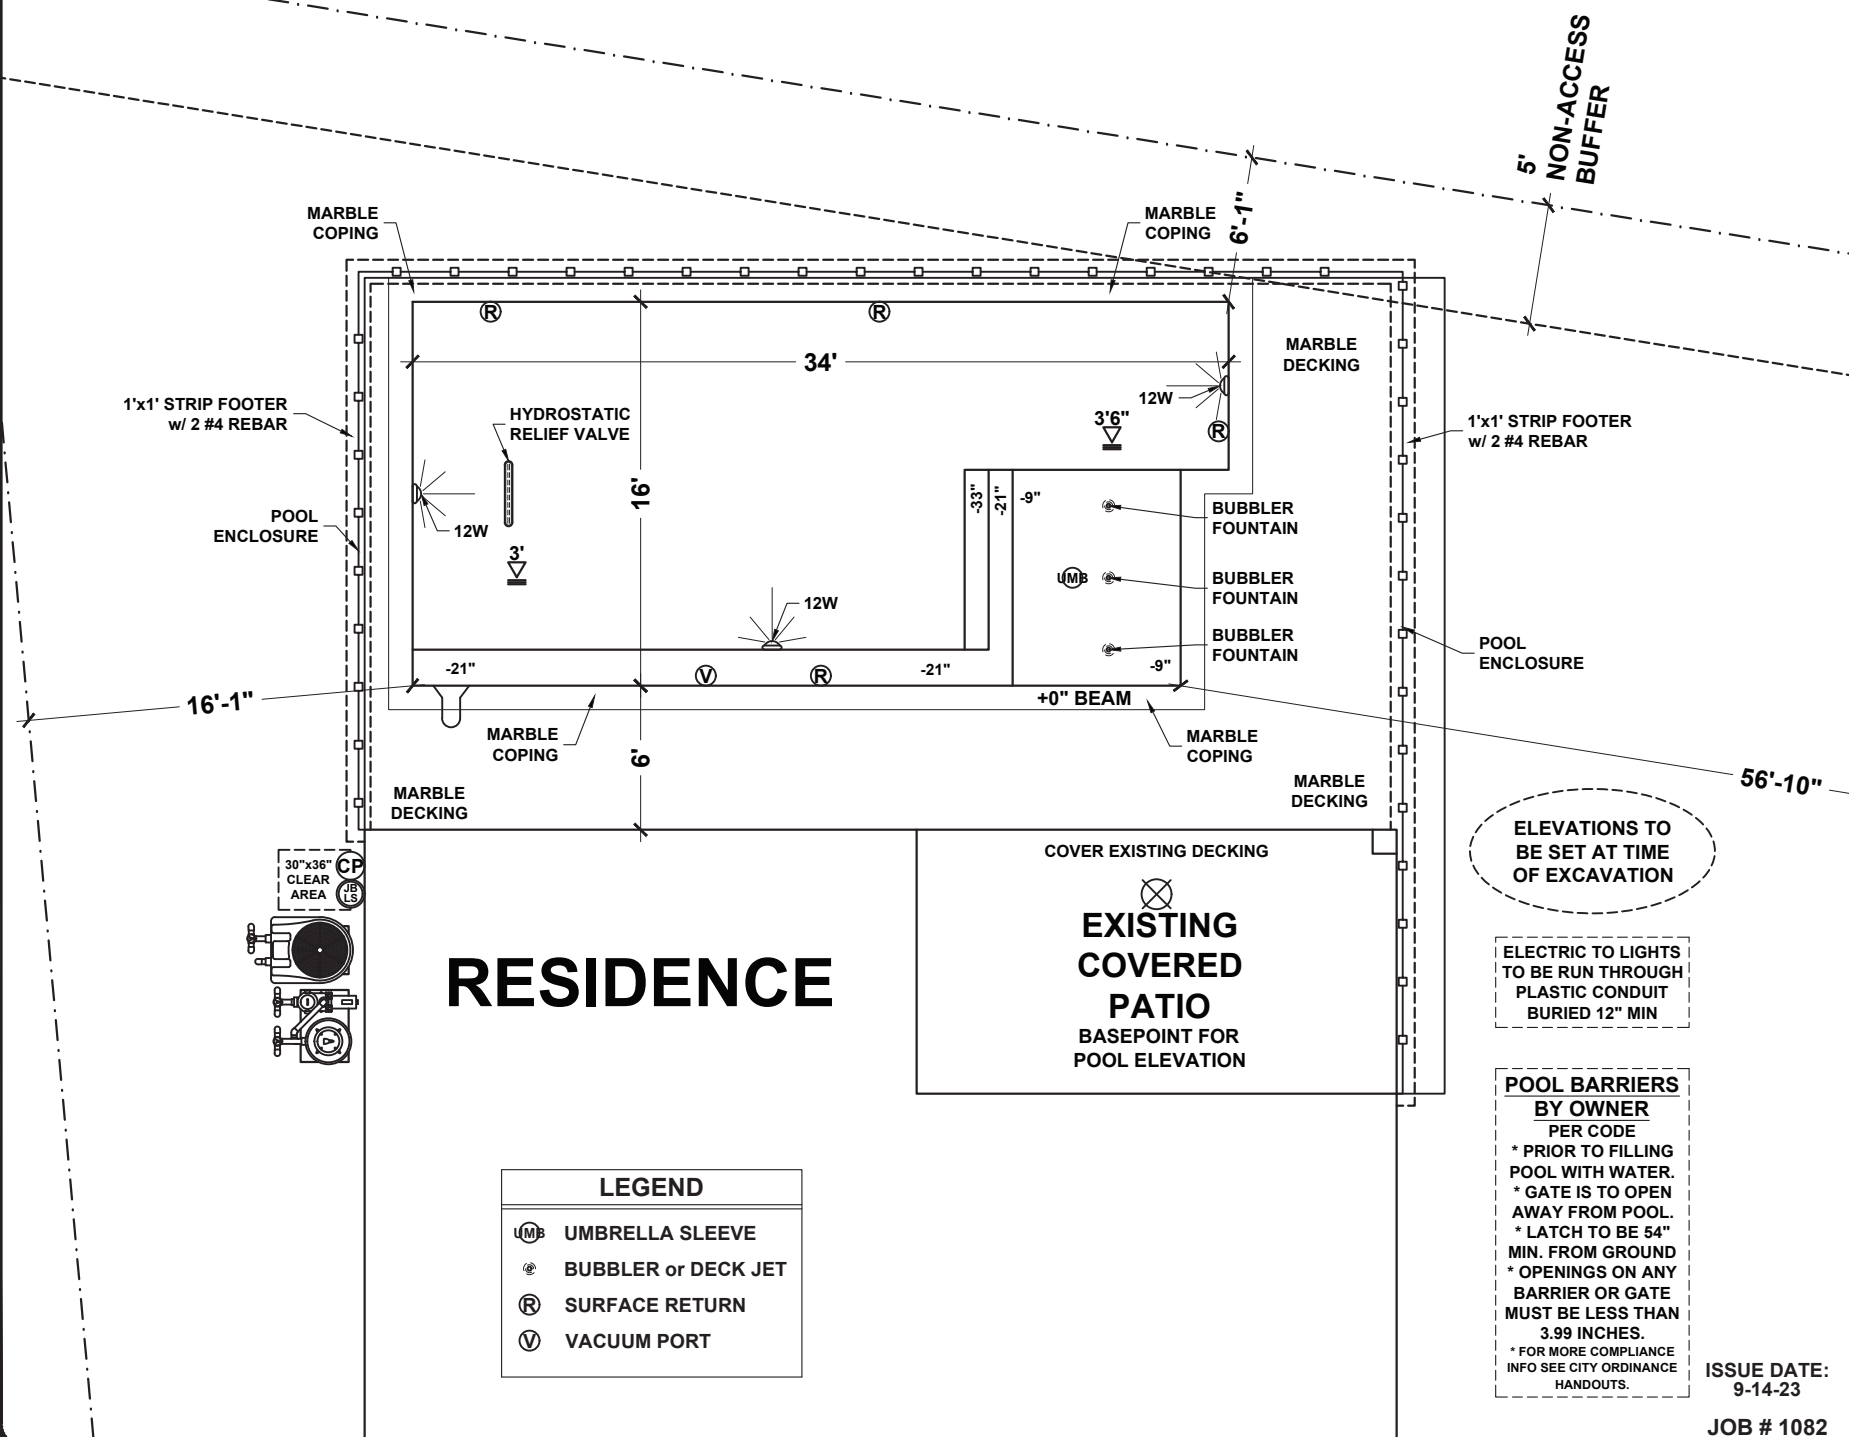 5'
NON-ACCESS
BUFFER
6'-1"
MARBLE
COPING
MARBLE
COPING
R
R
34'
MARBLE
DECKING
12W
3'6"
R
1'x1' STRIP FOOTER
w/ 2 #4 REBAR
HYDROSTATIC
RELIEF VALVE
1'x1' STRIP FOOTER
w/ 2 #4 REBAR
16'
-33"
-21"
-9"
BUBBLER
FOUNTAIN
POOL
ENCLOSURE
12W
3'
UMB
BUBBLER
FOUNTAIN
12W
BUBBLER
FOUNTAIN
POOL
ENCLOSURE
-21"
V
R
-21"
-9"
16'-1"
+0" BEAM
MARBLE
COPING
6'
MARBLE
COPING
56'-10"
MARBLE
DECKING
MARBLE
DECKING
30"x36"
CLEAR
AREA
CP
JB
LS
COVER EXISTING DECKING
EXISTING
COVERED
PATIO
BASEPOINT FOR
POOL ELEVATION
RESIDENCE
ELEVATIONS TO
BE SET AT TIME
OF EXCAVATION
ELECTRIC TO LIGHTS
TO BE RUN THROUGH
PLASTIC CONDUIT
BURIED 12" MIN
POOL BARRIERS
BY OWNER
PER CODE
* PRIOR TO FILLING
POOL WITH WATER.
* GATE IS TO OPEN
AWAY FROM POOL.
* LATCH TO BE 54"
MIN. FROM GROUND
* OPENINGS ON ANY
BARRIER OR GATE
MUST BE LESS THAN
3.99 INCHES.
* FOR MORE COMPLIANCE
INFO SEE CITY ORDINANCE
HANDOUTS.
LEGEND
UMB UMBRELLA SLEEVE
BUBBLER or DECK JET
R SURFACE RETURN
V VACUUM PORT
ISSUE DATE:
9-14-23
JOB # 1082